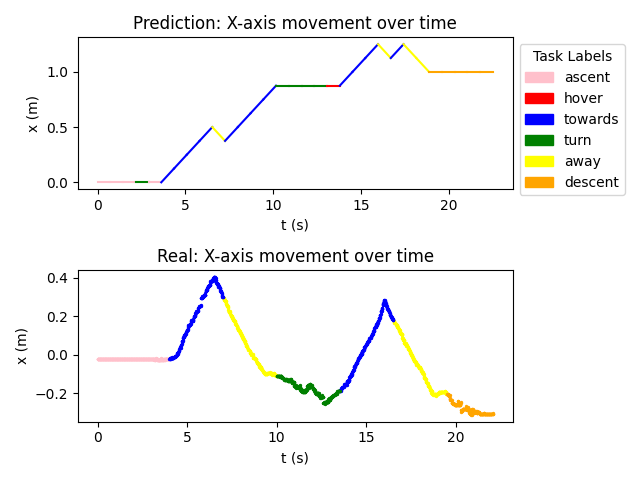 Prediction: X-axis movement over time
x (m)
1.0
0.5
0.0
0 5 10 15 20
t (s)
Task Labels
ascent
hover
towards
turn
away
descent
Real: X-axis movement over time
x (m)
0.4
0.2
0.0
−0.2
0 5 10 15 20
t (s)